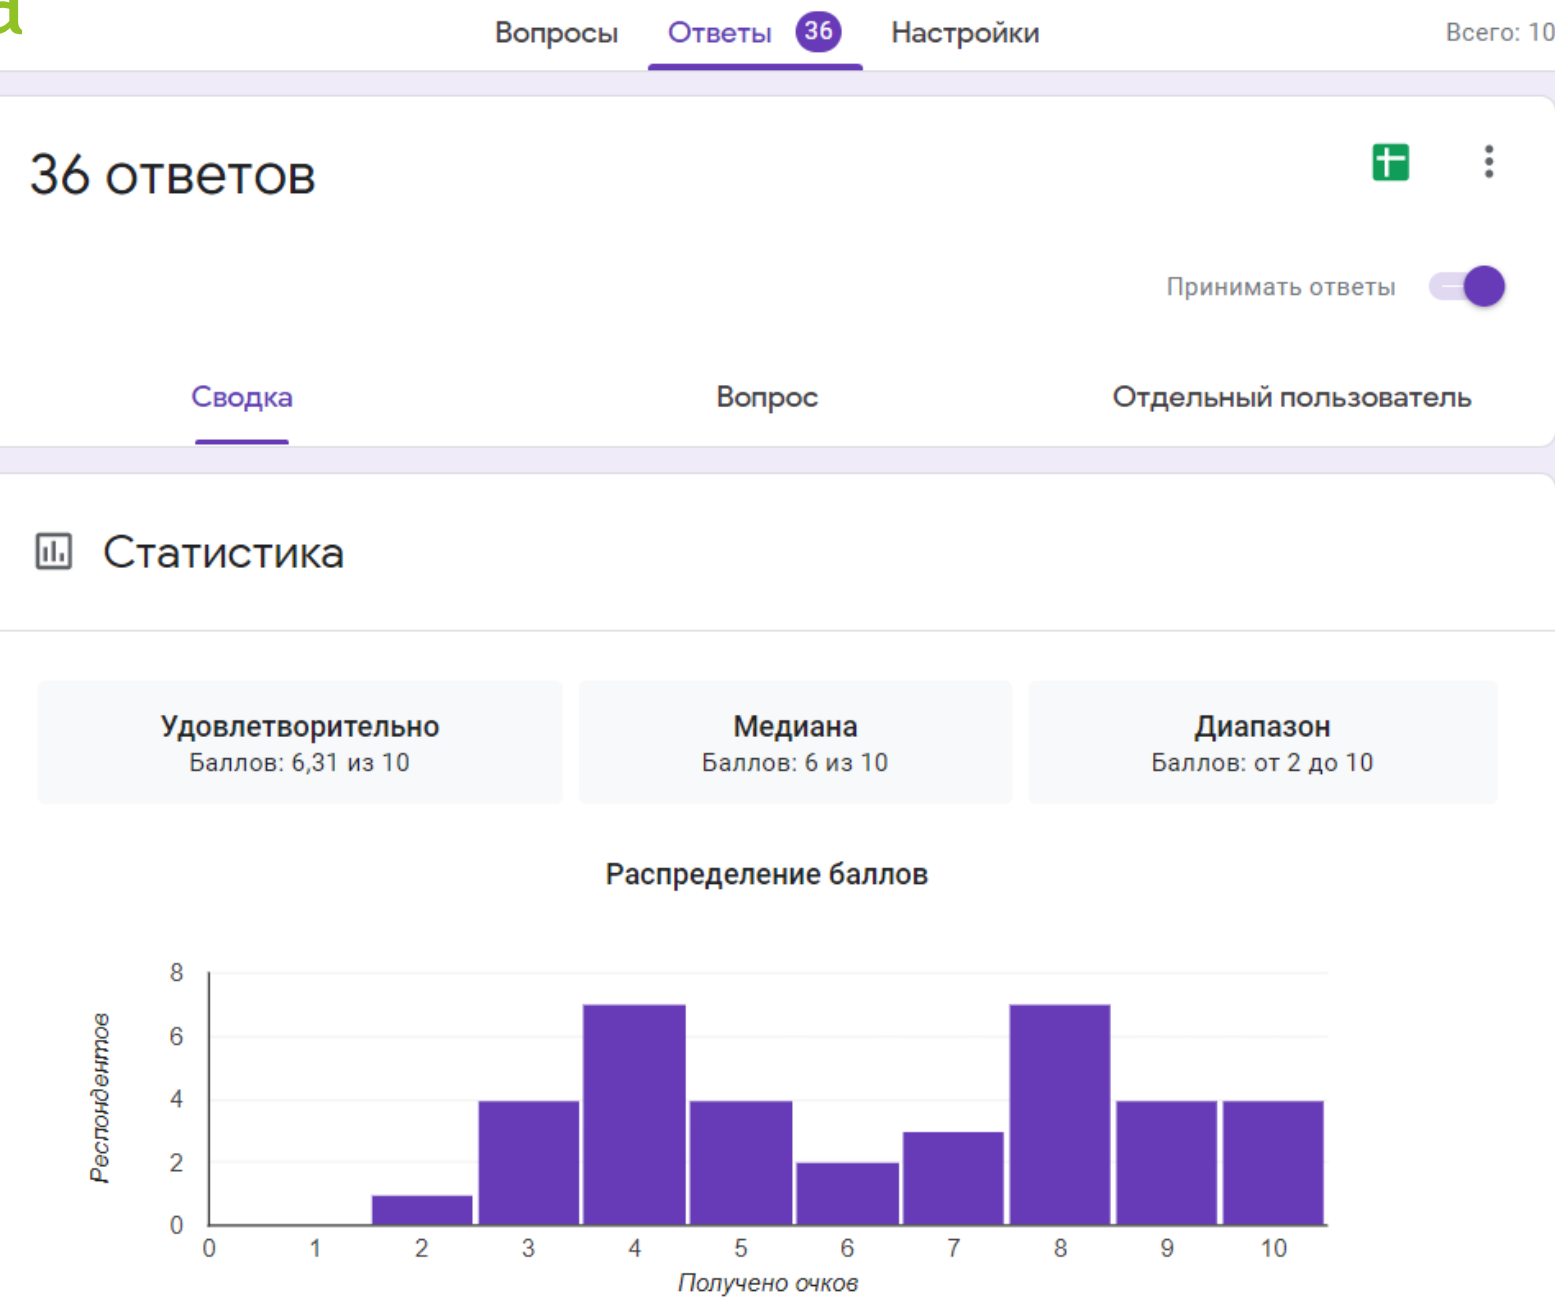 Вопросы Ответы 36 Настройки Всего: 10
36 ответов
Принимать ответы
Сводка Вопрос Отдельный пользователь
Статистика
Удовлетворительно
Баллов: 6,31 из 10
Медиана
Баллов: 6 из 10
Диапазон
Баллов: от 2 до 10
Распределение баллов
Респондентов
8
6
4
2
0
0 1 2 3 4 5 6 7 8 9 10
Получено очков